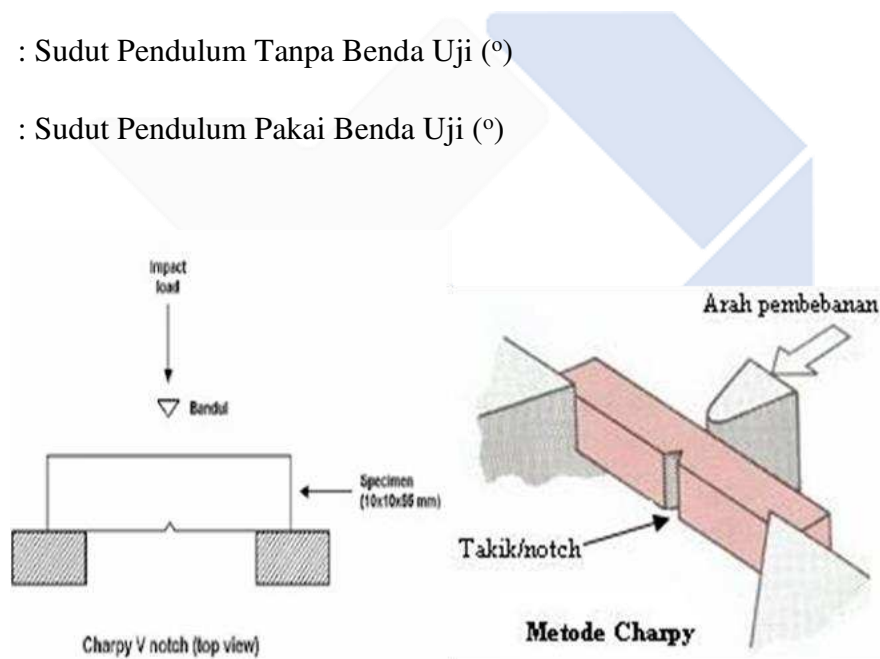 : Sudut Pendulum Tanpa Benda Uji (°)
: Sudut Pendulum Pakai Benda Uji (°)
Impact
load
Bandul
Specimen
(10x10x55 mm)
Charpy V notch (top view)
Arah pembebanan
Takik/notch
Metode Charpy